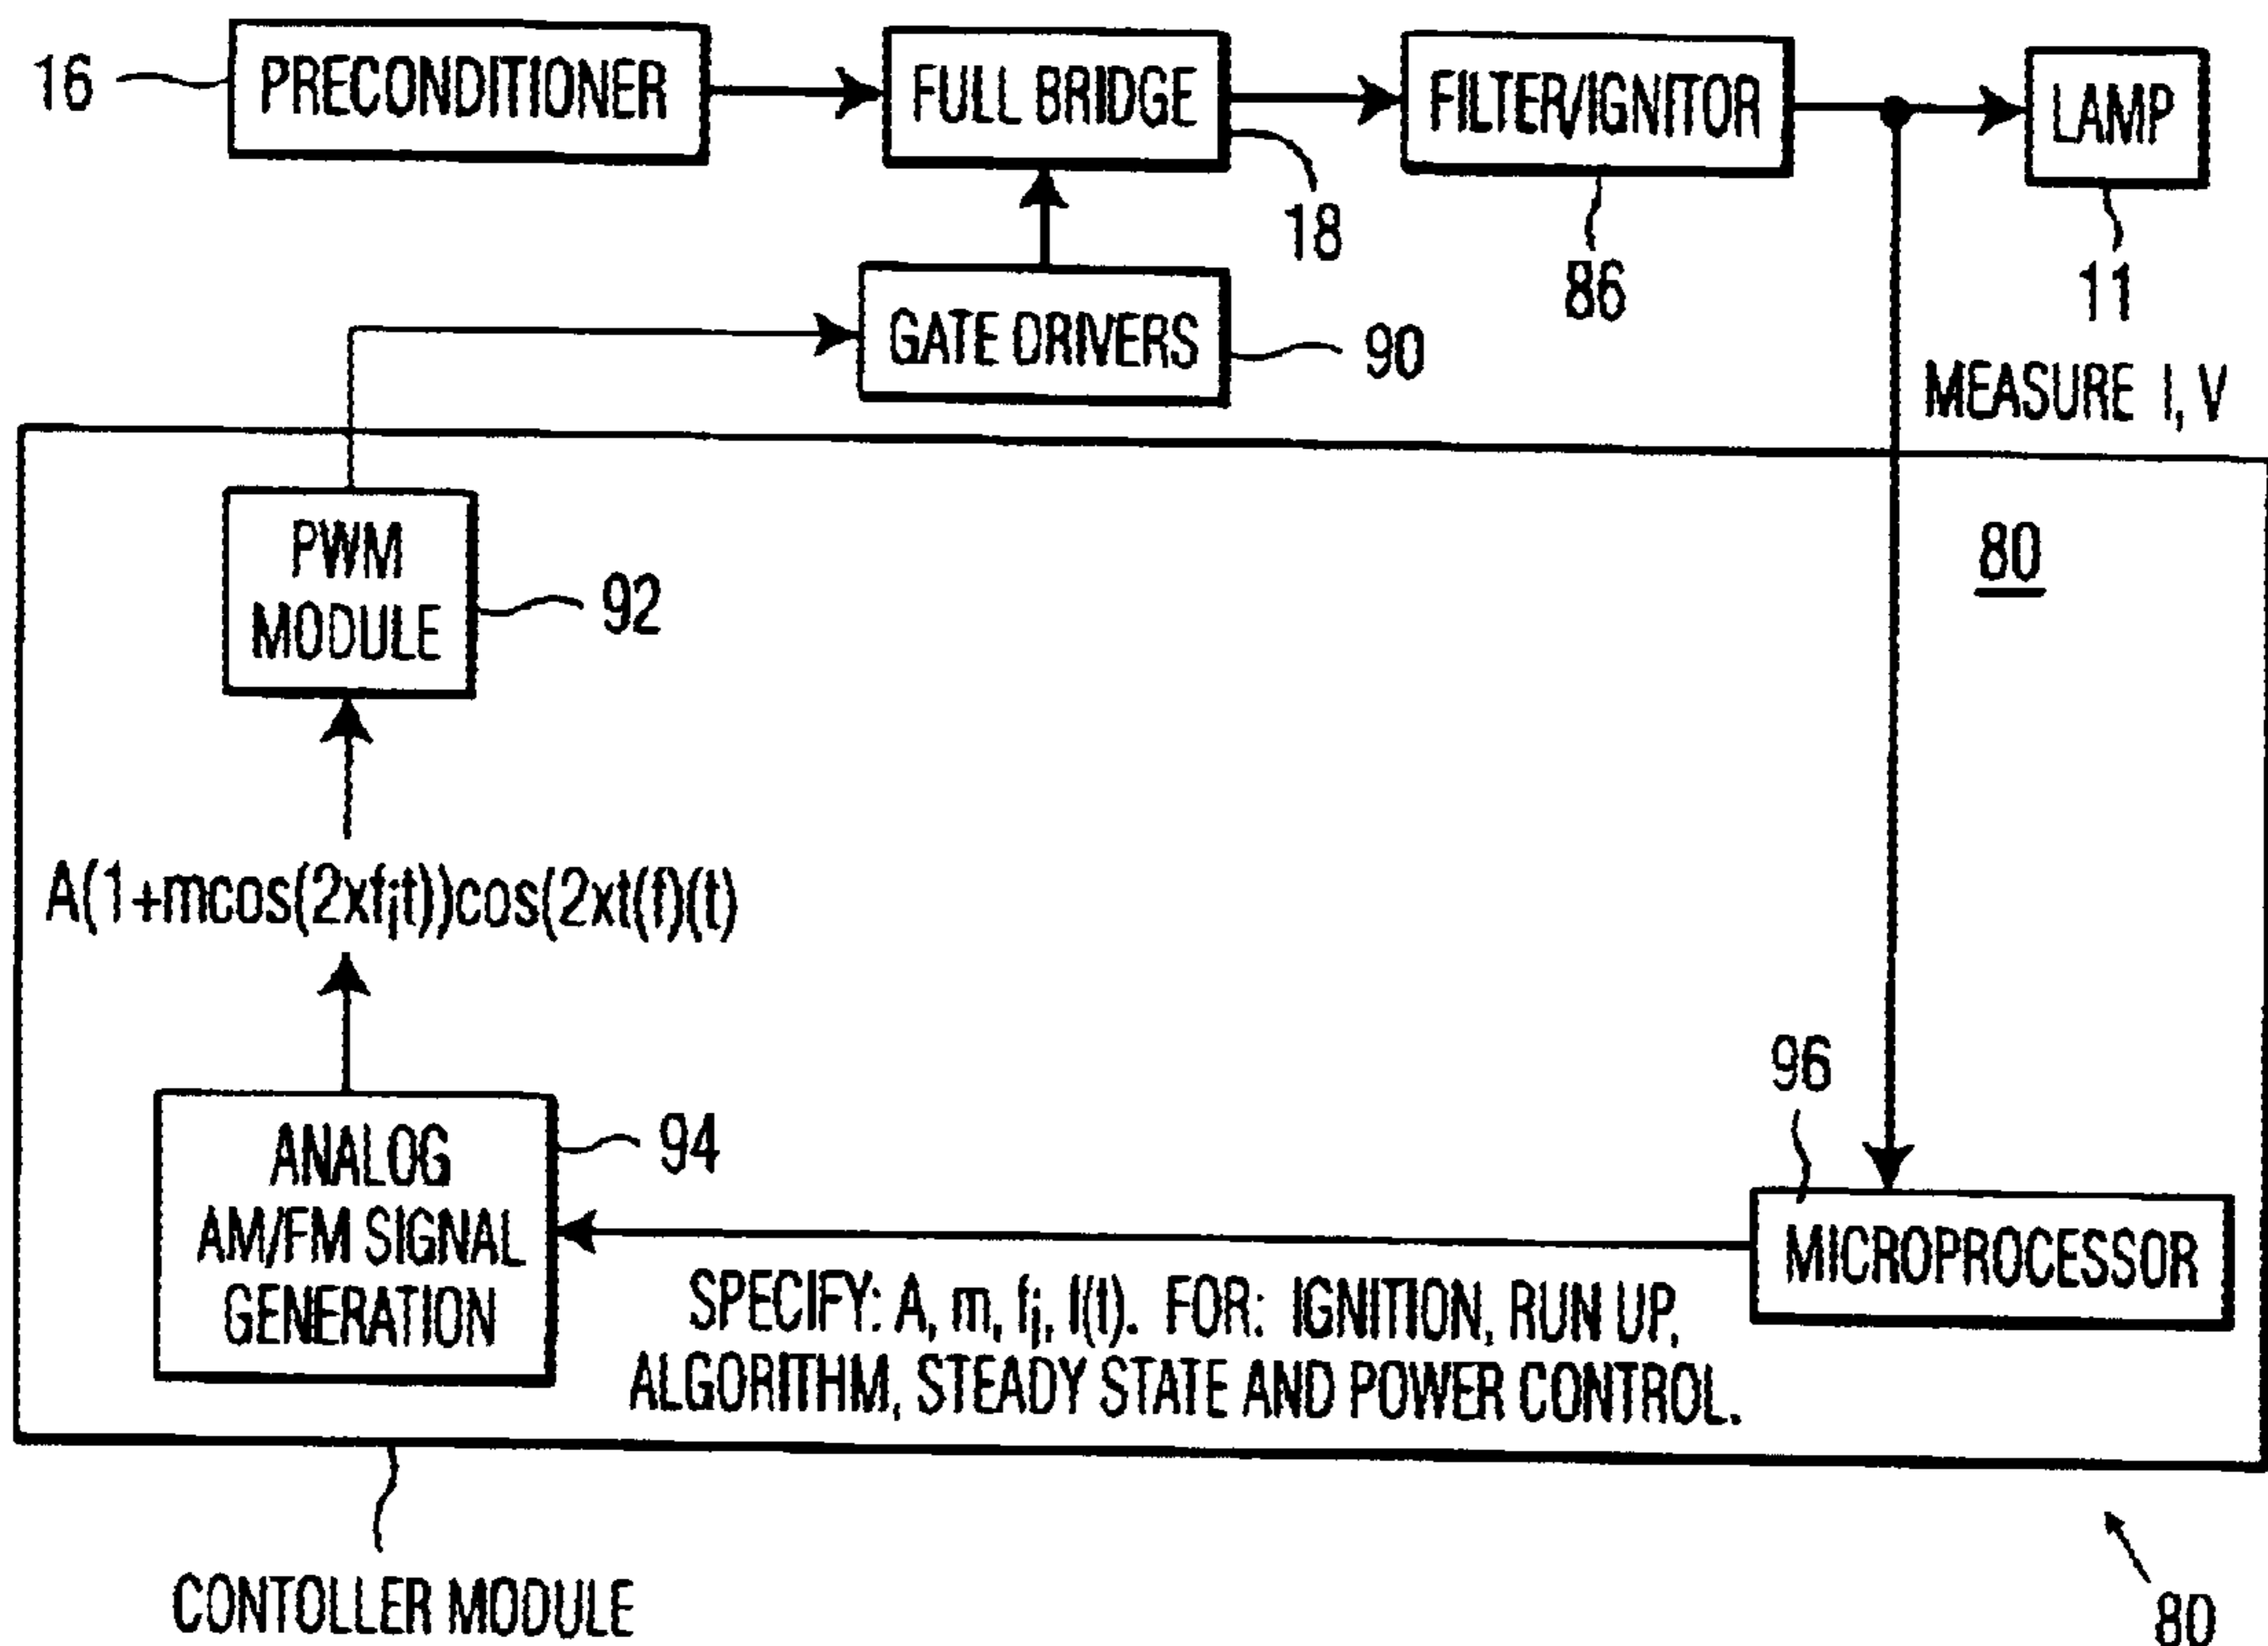 16
PRECONDITIONER
FULL BRIDGE
FILTER/IGNITOR
LAMP
18
86
11
GATE DRIVERS
90
MEASURE I, V
80
PWM
MODULE
92
A(1+mcos(2xfit))cos(2xt(f)(t)
96
ANALOG
AM/FM SIGNAL
GENERATION
94
MICROPROCESSOR
SPECIFY: A, m, fi, f(t). FOR: IGNITION, RUN UP,
ALGORITHM, STEADY STATE AND POWER CONTROL.
CONTOLLER MODULE
80